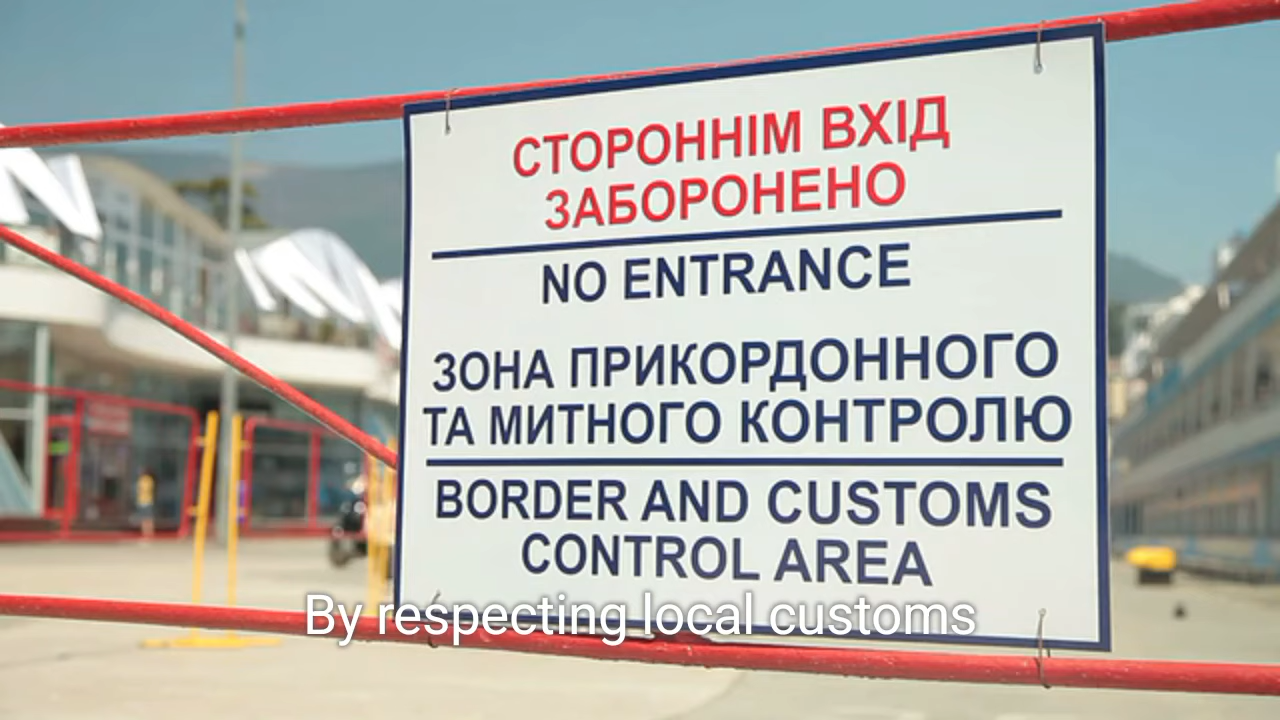 СТОРОННІМ ВХІД
ЗАБОРОНЕНО
NO ENTRANCE
ЗОНА ПРИКОРДОННОГО
ТА МИТНОГО КОНТРОЛЮ
BORDER AND CUSTOMS
CONTROL AREA
By respecting local customs